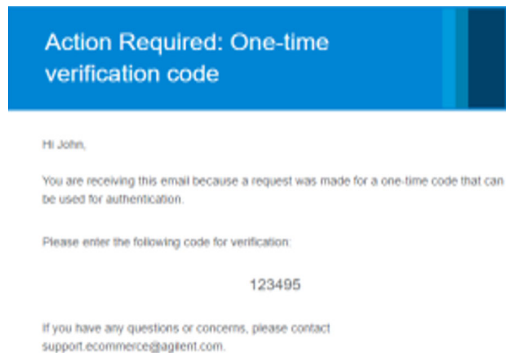 Action Required: One-time
verification code
Hi John,
You are receiving this email because a request was made for a one-time code that can
be used for authentication.
Please enter the following code for verification:
123495
If you have any questions or concerns, please contact
support.ecommerce@agilent.com.